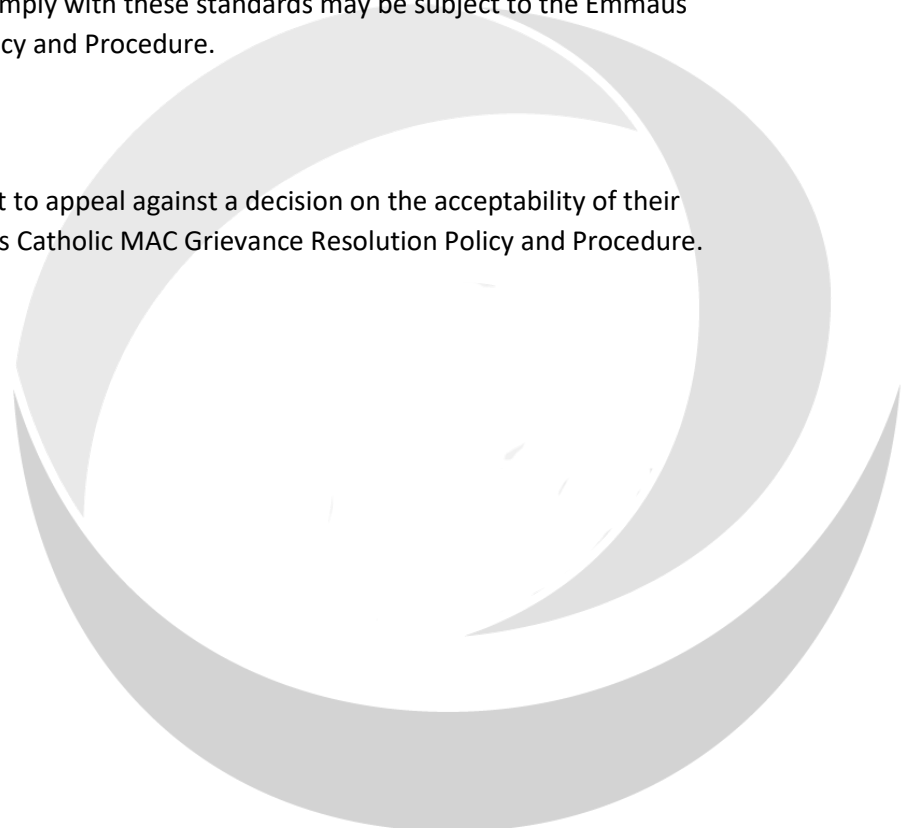 mply with these standards may be subject to the Emmaus
cy and Procedure.
t to appeal against a decision on the acceptability of their
s Catholic MAC Grievance Resolution Policy and Procedure.